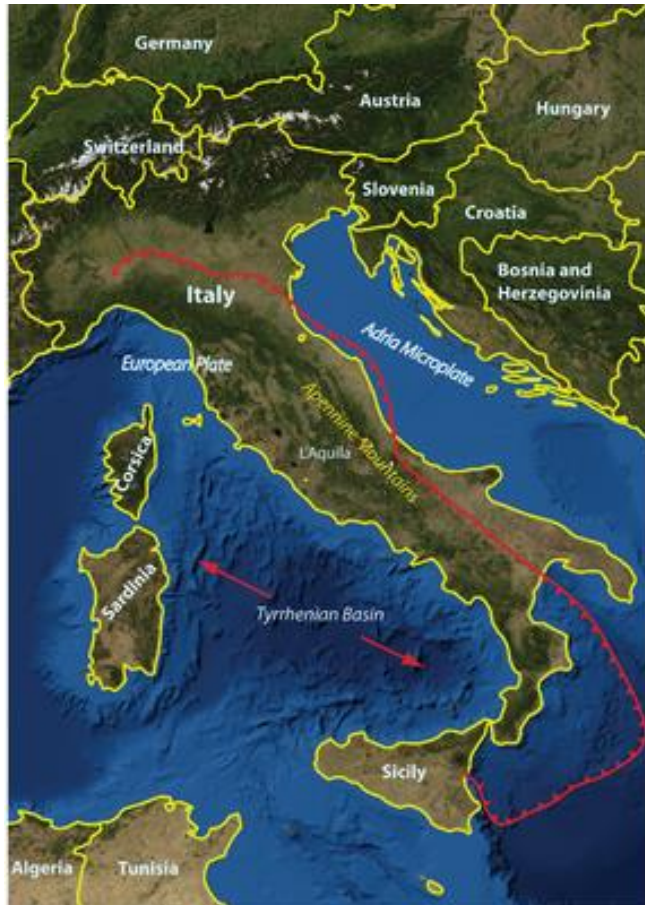 Germany
Austria
Hungary
Switzerland
Slovenia
Croatia
Bosnia and
Herzegovina
Italy
Adria Microplate
European Plate
Apennine Mountains
L'Aquila
Corsica
Sardinia
Tyrrhenian Basin
Sicily
Algeria
Tunisia